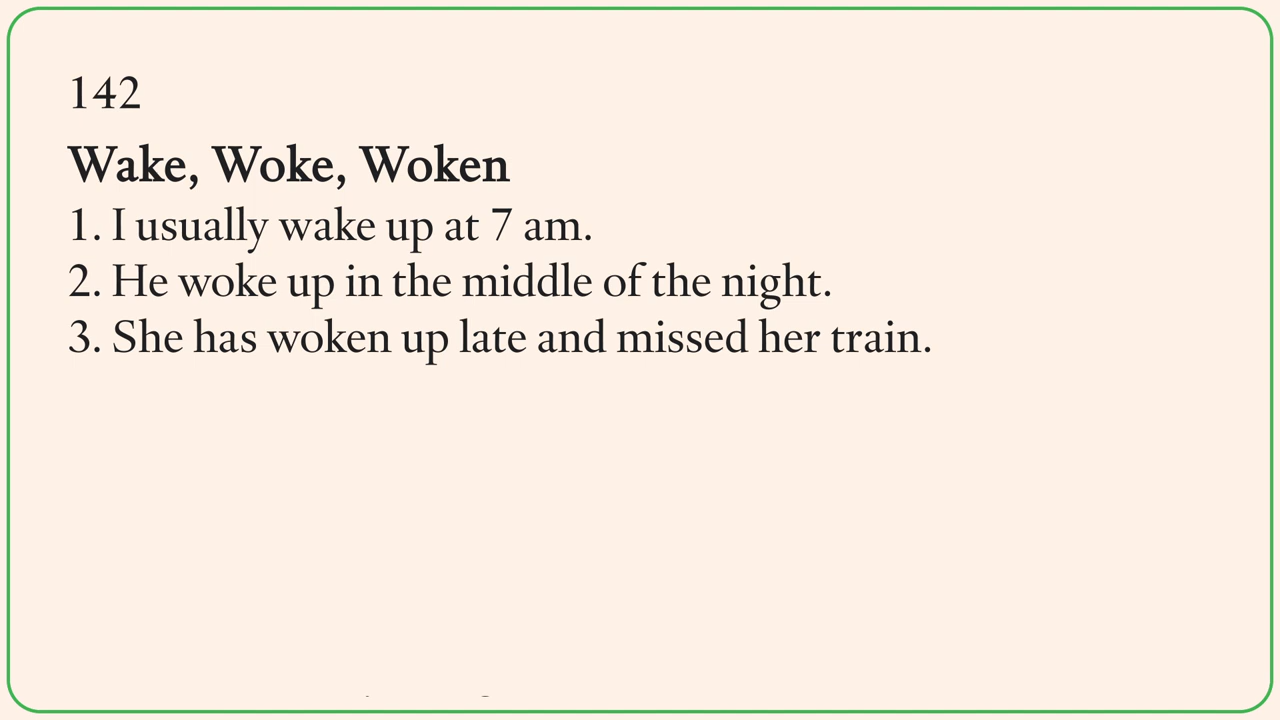 142
Wake, Woke, Woken
1. I usually wake up at 7 am.
2. He woke up in the middle of the night.
3. She has woken up late and missed her train.